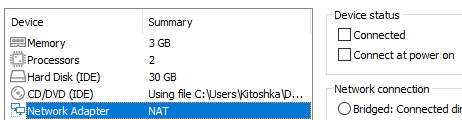 Device Summary
Memory 3 GB
Processors 2
Hard Disk (IDE) 30 GB
CD/DVD (IDE) Using file C:\Users\Kitoshka\D...
Network Adapter NAT
Device status
Connected
Connect at power on
Network connection
Bridged: Connected di